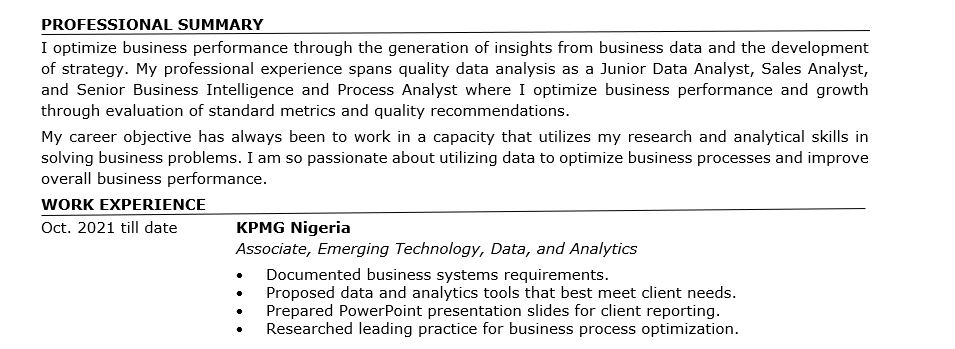 PROFESSIONAL SUMMARY
I optimize business performance through the generation of insights from business data and the development
of strategy. My professional experience spans quality data analysis as a Junior Data Analyst, Sales Analyst,
and Senior Business Intelligence and Process Analyst where I optimize business performance and growth
through evaluation of standard metrics and quality recommendations.
My career objective has always been to work in a capacity that utilizes my research and analytical skills in
solving business problems. I am so passionate about utilizing data to optimize business processes and improve
overall business performance.
WORK EXPERIENCE
Oct. 2021 till date KPMG Nigeria
Associate, Emerging Technology, Data, and Analytics
• Documented business systems requirements.
• Proposed data and analytics tools that best meet client needs.
• Prepared PowerPoint presentation slides for client reporting.
• Researched leading practice for business process optimization.